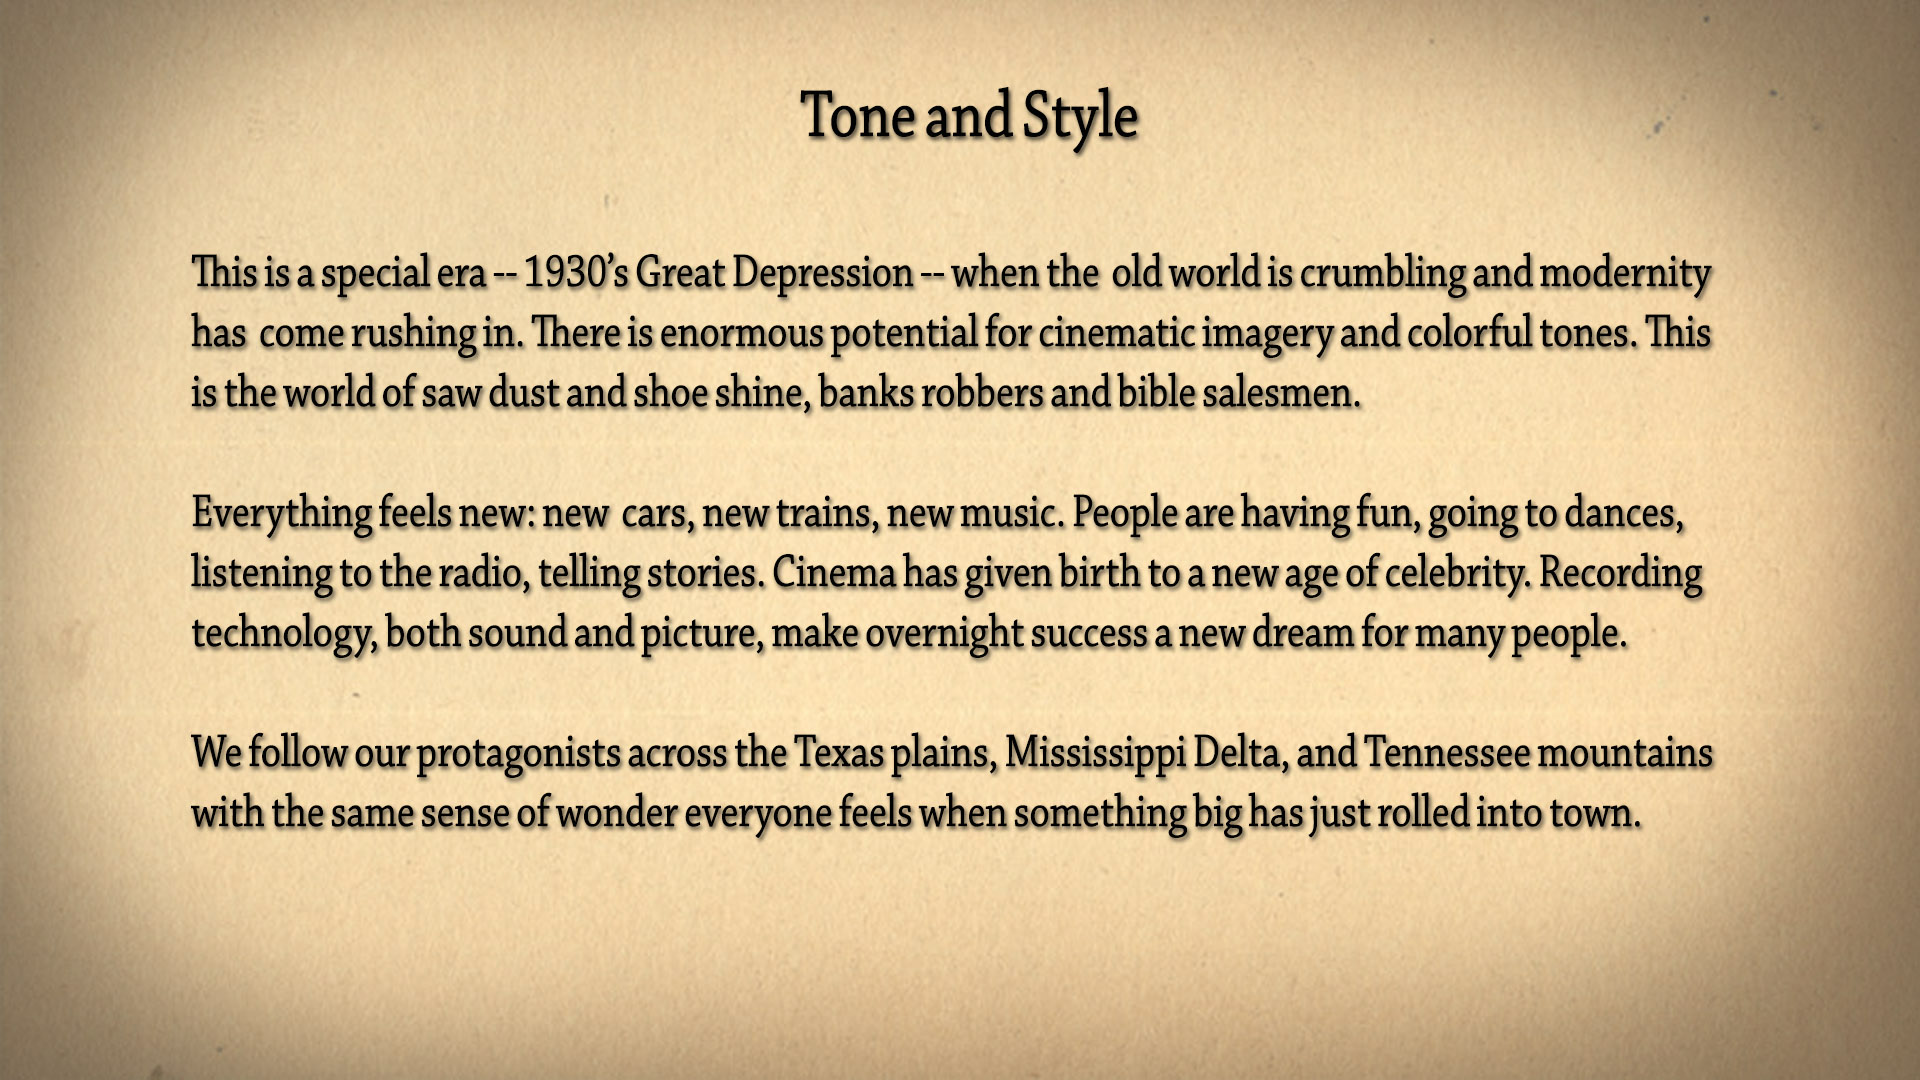 Tone and Style
This is a special era -- 1930’s Great Depression -- when the  old world is crumbling and modernity
has  come rushing in. There is enormous potential for cinematic imagery and colorful tones. This
is the world of saw dust and shoe shine, banks robbers and bible salesmen.
Everything feels new: new  cars, new trains, new music. People are having fun, going to dances,
listening to the radio, telling stories. Cinema has given birth to a new age of celebrity. Recording
technology, both sound and picture, make overnight success a new dream for many people.
We follow our protagonists across the Texas plains, Mississippi Delta, and Tennessee mountains
with the same sense of wonder everyone feels when something big has just rolled into town.